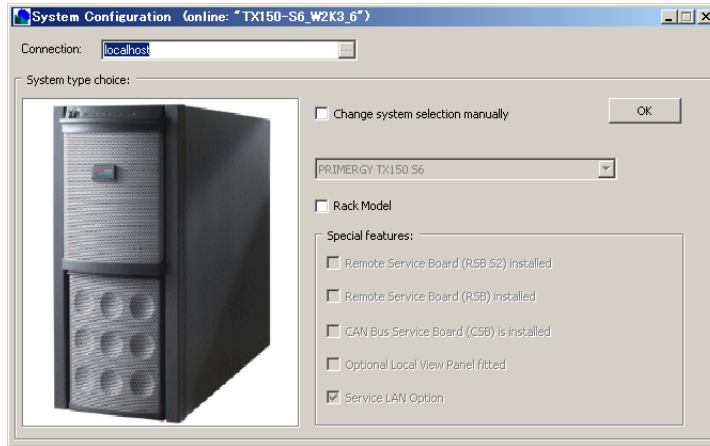 System Configuration (online: "TX150-S6_W2K3_6")
Connection: localhost ...
System type choice:
Change system selection manually
OK
PRIMERGY TX150 S6
Rack Model
Special features:
Remote Service Board (RSB S2) installed
Remote Service Board (RSB) installed
CAN Bus Service Board (CSB) is installed
Optional Local View Panel fitted
Service LAN Option